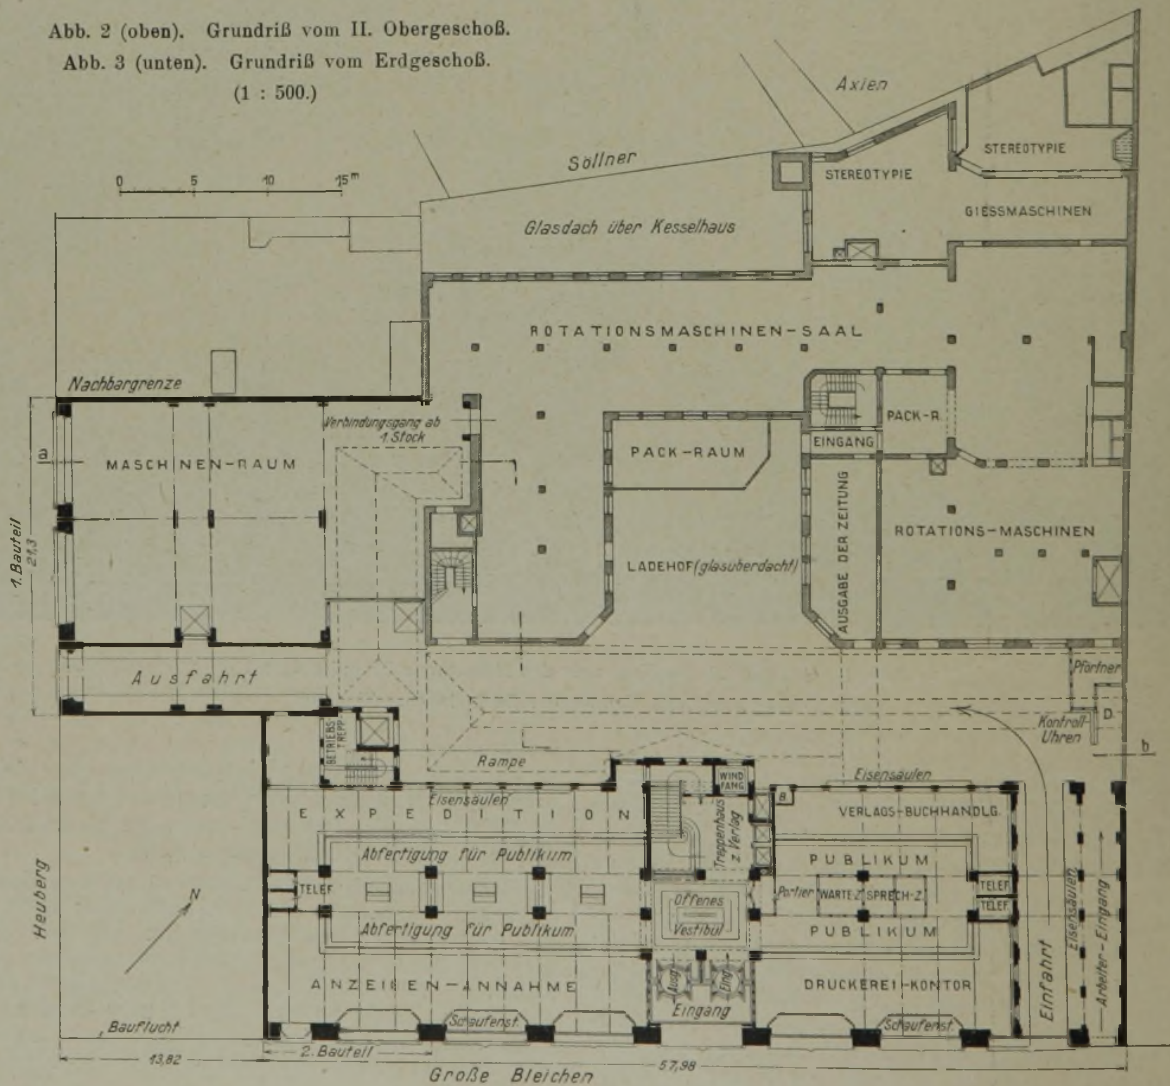 Abb. 2 (oben). Grundriß vom II. Obergeschoß.
Abb. 3 (unten). Grundriß vom Erdgeschoß.
(1 : 500.)
0 5 10 15 m
Axien
Söllner
STEREOTYPIE
STEREOTYPIE
GIESSMASCHINEN
Glasdach über Kesselhaus
ROTATIONSMASCHINEN-SAAL
Nachbargrenze
Verbindungsgang ab
1. Stock
PACK-R.
EINGANG
a
MASCHINEN-RAUM
PACK-RAUM
1. Bauteil
21,3
AUSGABE DER ZEITUNG
ROTATIONS-MASCHINEN
LADEHOF (glasüberdacht)
Ausfahrt
Pförtner
D.
Kontroll-
Uhren
b
BETRIEBS
TREPP.
Rampe
WIND
FANG
Eisensäulen
Eisensäulen
EXPEDITION
Treppenhaus
z. Verlag
B
VERLAGS-BUCHHANDLG.
Abfertigung für Publikum
PUBLIKUM
TELEF
Offenes
Vestibül
Portier
WARTE-Z.
SPRECH-Z.
TELEF
TELEF
Abfertigung für Publikum
PUBLIKUM
Heuberg
N
Eisensäulen
Arbeiter-Eingang
Einfahrt
ANZEIGEN-ANNAHME
Ausg.
Eing.
DRUCKEREI-KONTOR
Eingang
Bauflucht
Schaufenst.
Schaufenst.
13,82
2. Bauteil
57,98
Große Bleichen